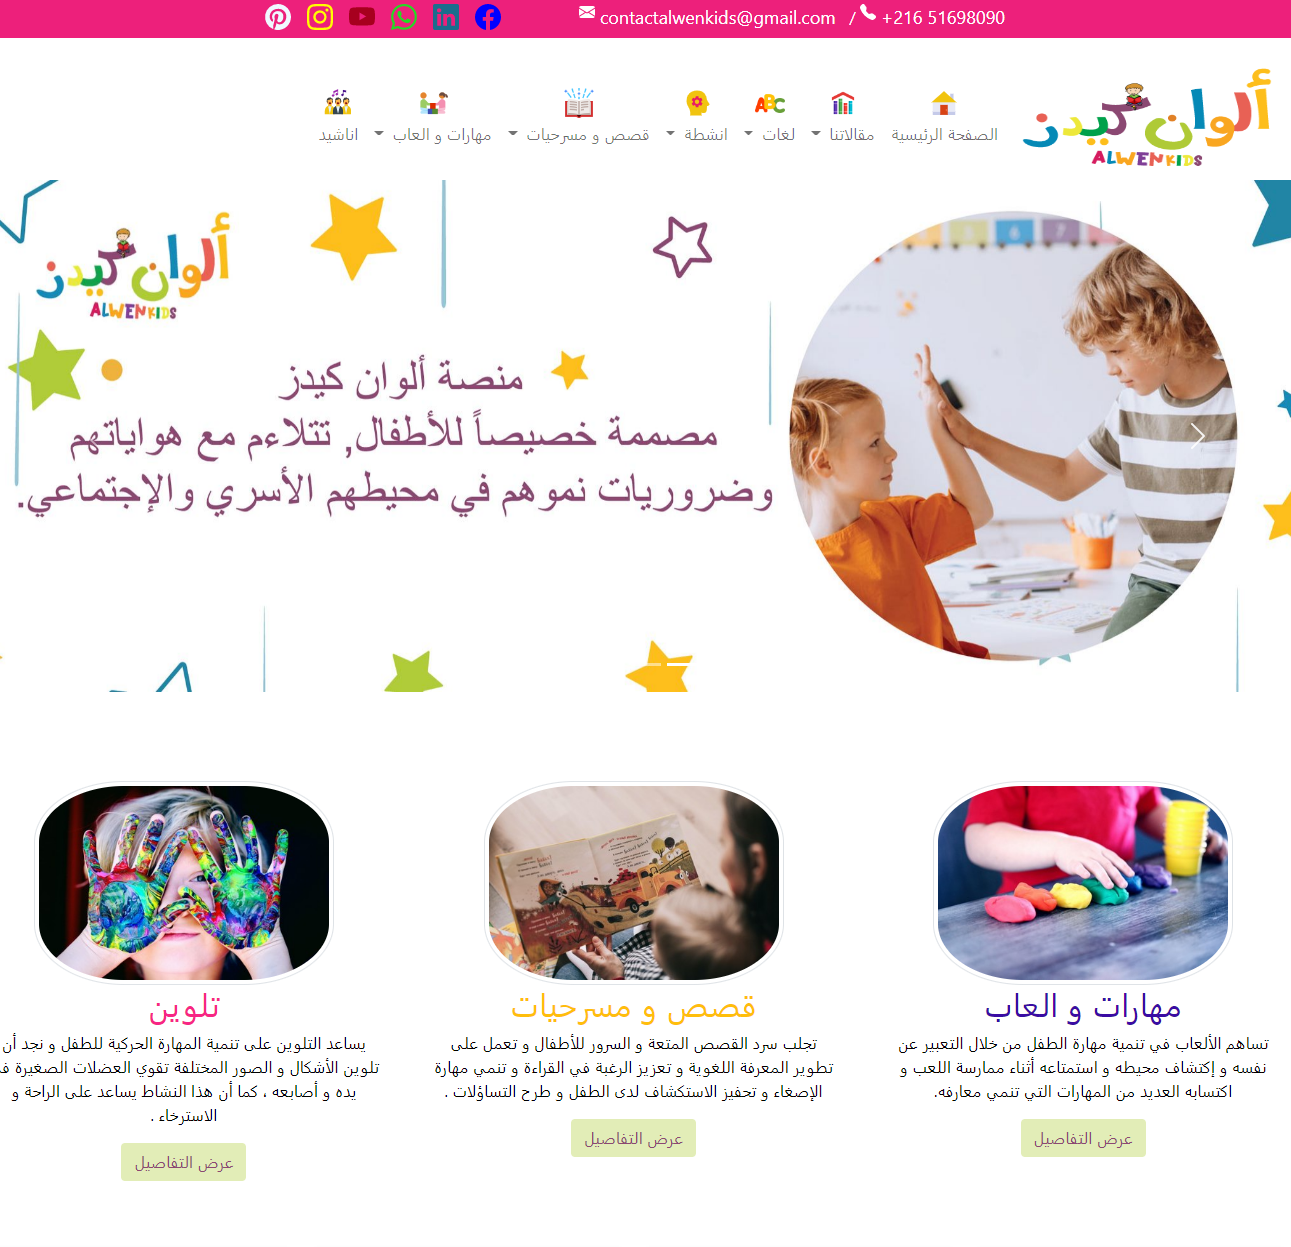 contactalwenkids@gmail.com / +216 51698090
ألوان كيدز
ALWENKIDS
الصفحة الرئيسية
مقالاتنا
لغات
انشطة
قصص و مسرحيات
مهارات و العاب
اناشيد
ألوان كيدز
ALWENKIDS
منصة ألوان كيدز
مصممة خصيصاً للأطفال, تتلاءم مع هواياتهم
وضروريات نموهم في محيطهم الأسري والإجتماعي.
مهارات و العاب
تساهم الألعاب في تنمية مهارة الطفل من خلال التعبير عن
نفسه و إكتشاف محيطه و استمتاعه أثناء ممارسة اللعب و
اكتسابه العديد من المهارات التي تنمي معارفه.
عرض التفاصيل
قصص و مسرحيات
تجلب سرد القصص المتعة و السرور للأطفال و تعمل على
تطوير المعرفة اللغوية و تعزيز الرغبة في القراءة و تنمي مهارة
الإصغاء و تحفيز الاستكشاف لدى الطفل و طرح التساؤلات .
عرض التفاصيل
تلوين
يساعد التلوين على تنمية المهارة الحركية للطفل و نجد أن
تلوين الأشكال و الصور المختلفة تقوي العضلات الصغيرة
يده و أصابعه ، كما أن هذا النشاط يساعد على الراحة و
الاسترخاء .
عرض التفاصيل